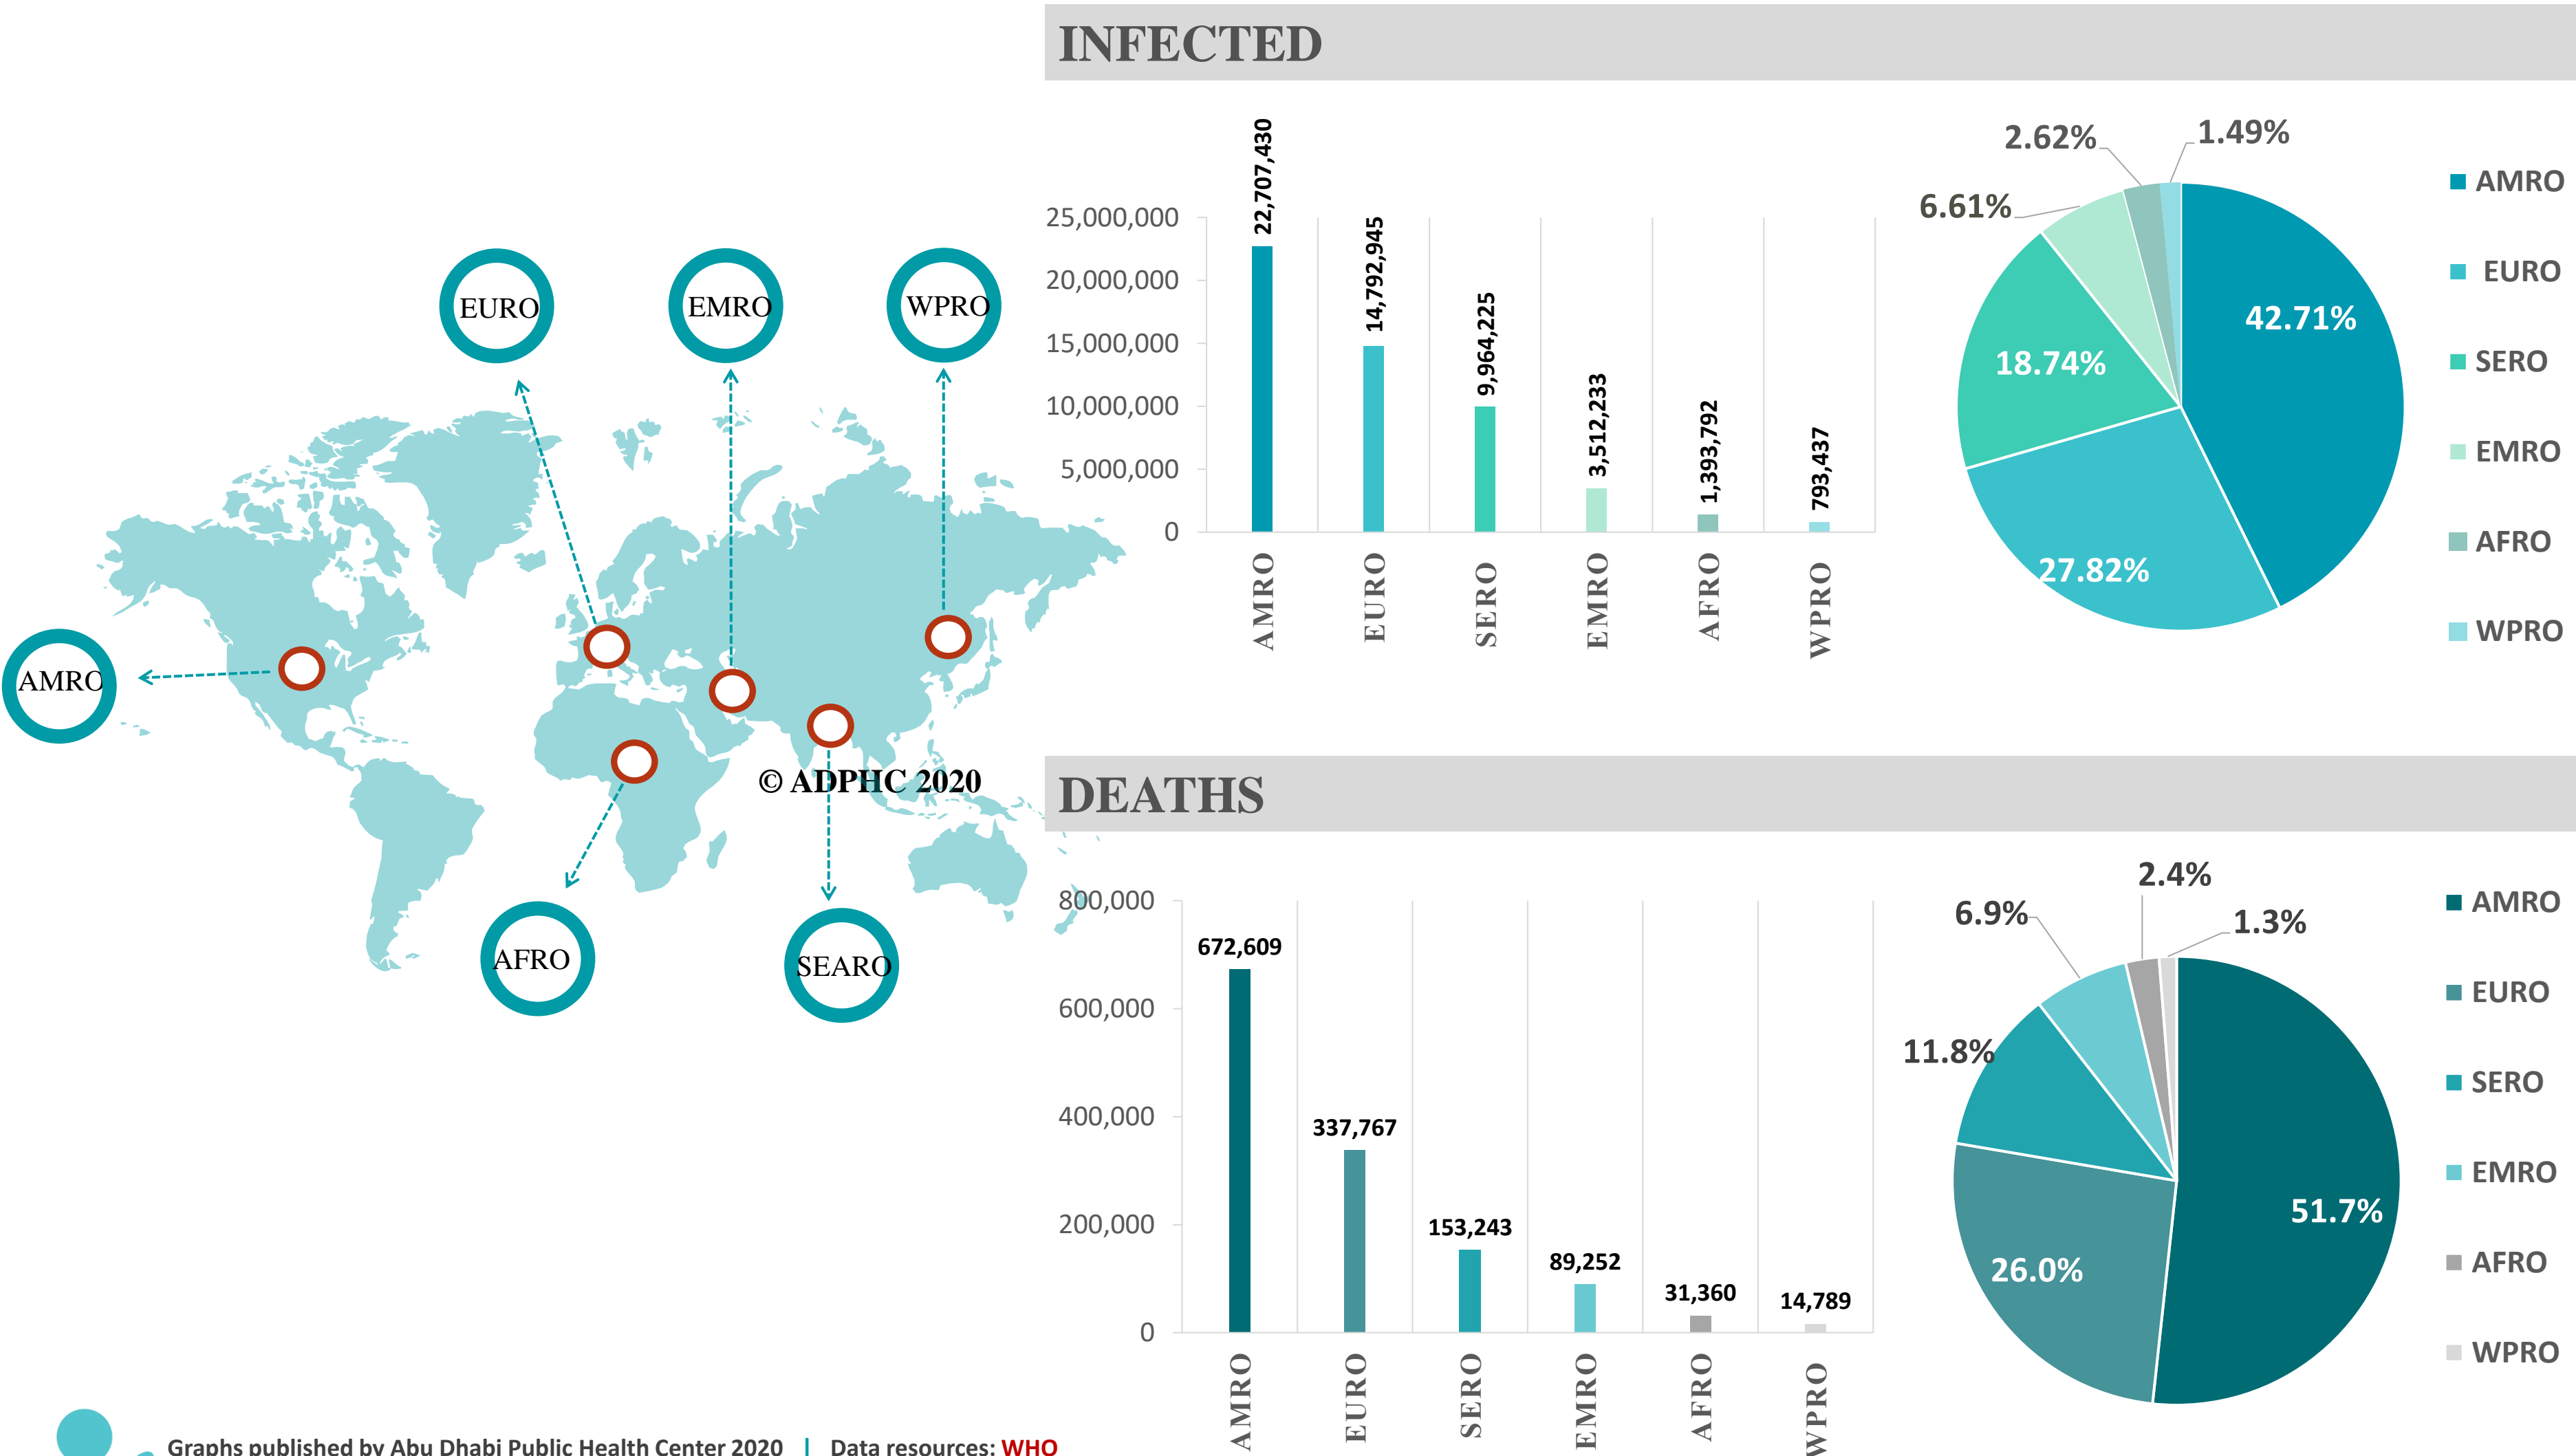 INFECTED
EURO
EMRO
WPRO
AMRO
AFRO
SEARO
© ADPHC 2020
25,000,000
20,000,000
15,000,000
10,000,000
5,000,000
0
22,707,430
14,792,945
9,964,225
3,512,233
1,393,792
793,437
AMRO
EURO
SERO
EMRO
AFRO
WPRO
2.62%
1.49%
6.61%
42.71%
18.74%
27.82%
AMRO
EURO
SERO
EMRO
AFRO
WPRO
DEATHS
800,000
600,000
400,000
200,000
0
672,609
337,767
153,243
89,252
31,360
14,789
AMRO
EURO
SERO
EMRO
AFRO
WPRO
2.4%
6.9%
1.3%
11.8%
51.7%
26.0%
AMRO
EURO
SERO
EMRO
AFRO
WPRO
Graphs published by Abu Dhabi Public Health Center 2020 | Data resources: WHO